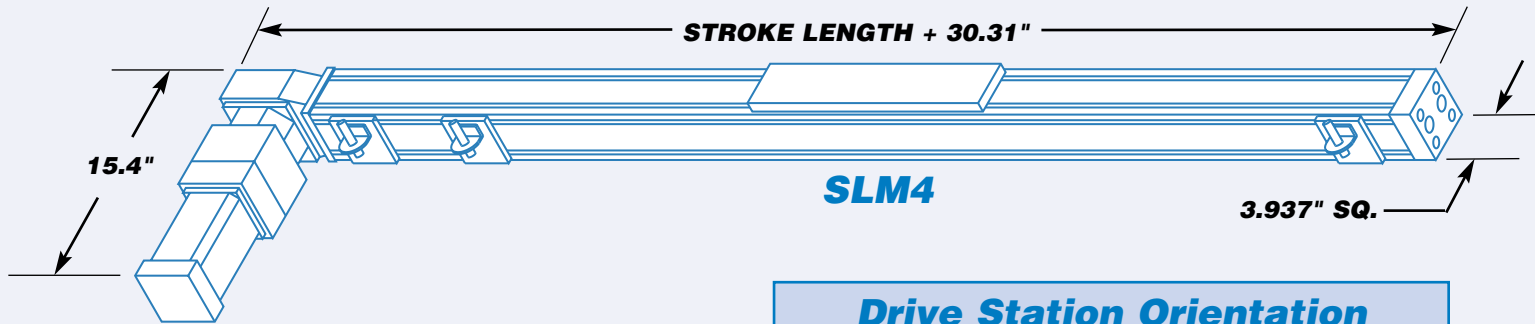 STROKE LENGTH + 30.31"
15.4"
SLM4
3.937" SQ.
Drive Station Orientation